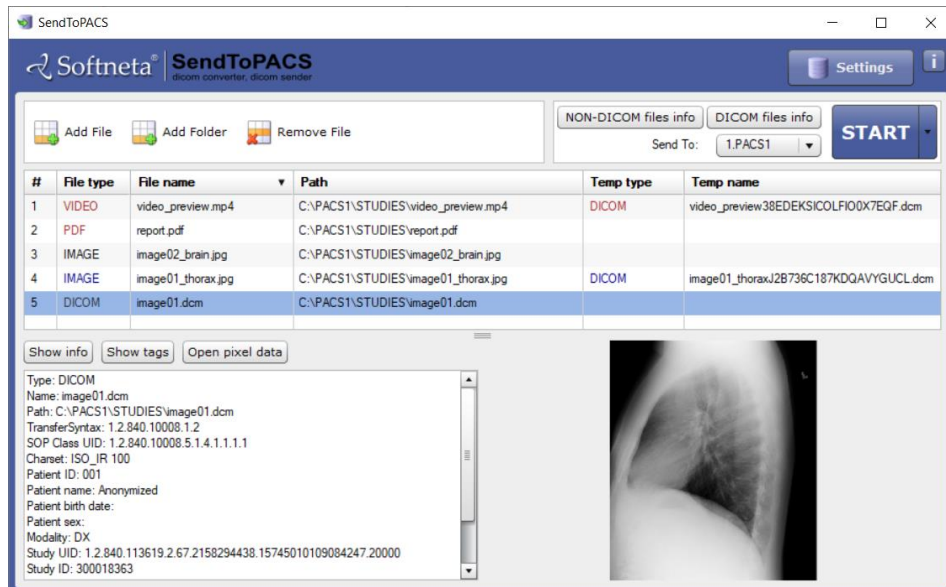 SendToPACS
Softneta® SendToPACS
dicom converter, dicom sender
Settings
i
Add File Add Folder Remove File
NON-DICOM files info DICOM files info
Send To: 1.PACS1
START
# File type File name Path Temp type Temp name
1 VIDEO video_preview.mp4 C:\PACS1\STUDIES\video_preview.mp4 DICOM video_preview38EDEKSICOLFIO0X7EQF.dcm
2 PDF report.pdf C:\PACS1\STUDIES\report.pdf
3 IMAGE image02_brain.jpg C:\PACS1\STUDIES\image02_brain.jpg
4 IMAGE image01_thorax.jpg C:\PACS1\STUDIES\image01_thorax.jpg DICOM image01_thoraxJ2B736C187KDQAVYGUCL.dcm
5 DICOM image01.dcm C:\PACS1\STUDIES\image01.dcm
Show info Show tags Open pixel data
Type: DICOM
Name: image01.dcm
Path: C:\PACS1\STUDIES\image01.dcm
TransferSyntax: 1.2.840.10008.1.2
SOP Class UID: 1.2.840.10008.5.1.4.1.1.1.1
Charset: ISO_IR 100
Patient ID: 001
Patient name: Anonymized
Patient birth date:
Patient sex:
Modality: DX
Study UID: 1.2.840.113619.2.67.2158294438.15745010109084247.20000
Study ID: 300018363